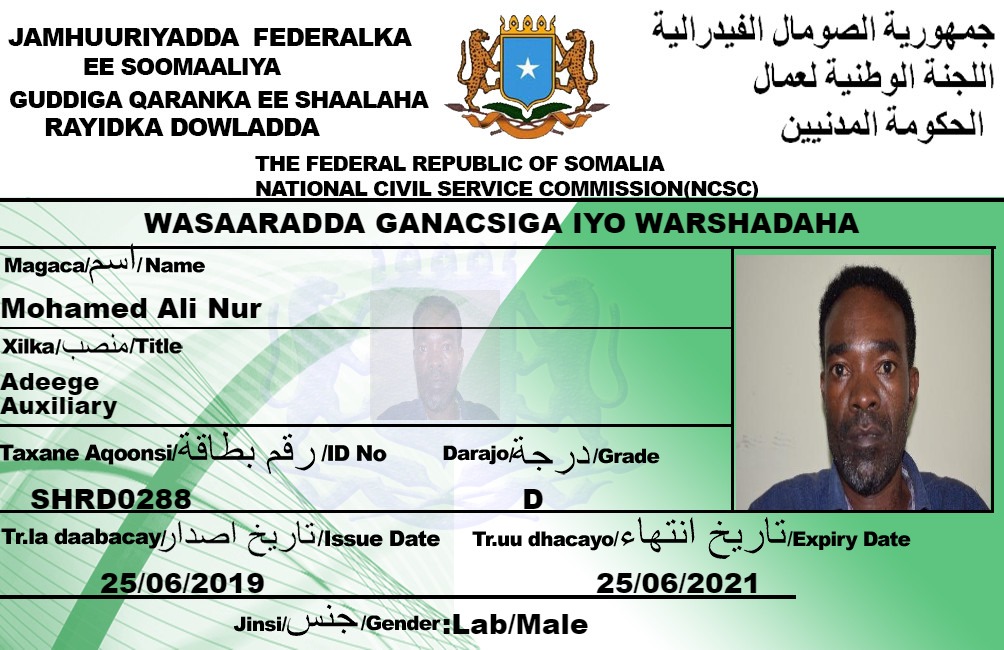 JAMHUURIYADDA FEDERALKA
EE SOOMAALIYA
GUDDIGA QARANKA EE SHAALAHA
RAYIDKA DOWLADDA
جمهورية الصومال الفيدرالية
اللجنة الوطنية لعمال
الحكومة المدنيين
THE FEDERAL REPUBLIC OF SOMALIA
NATIONAL CIVIL SERVICE COMMISSION(NCSC)
WASAARADDA GANACSIGA IYO WARSHADAHA
Magaca/اسم/Name
Mohamed Ali Nur
Xilka/منصب/Title
Adeege
Auxiliary
Taxane Aqoonsi/رقم بطاقة/ID No
Darajo/درجة/Grade
SHRD0288
D
Tr.la daabacay/تاريخ اصدار/Issue Date
Tr.uu dhacayo/تاريخ انتهاء/Expiry Date
25/06/2019
25/06/2021
Jinsi/جنس/Gender:Lab/Male